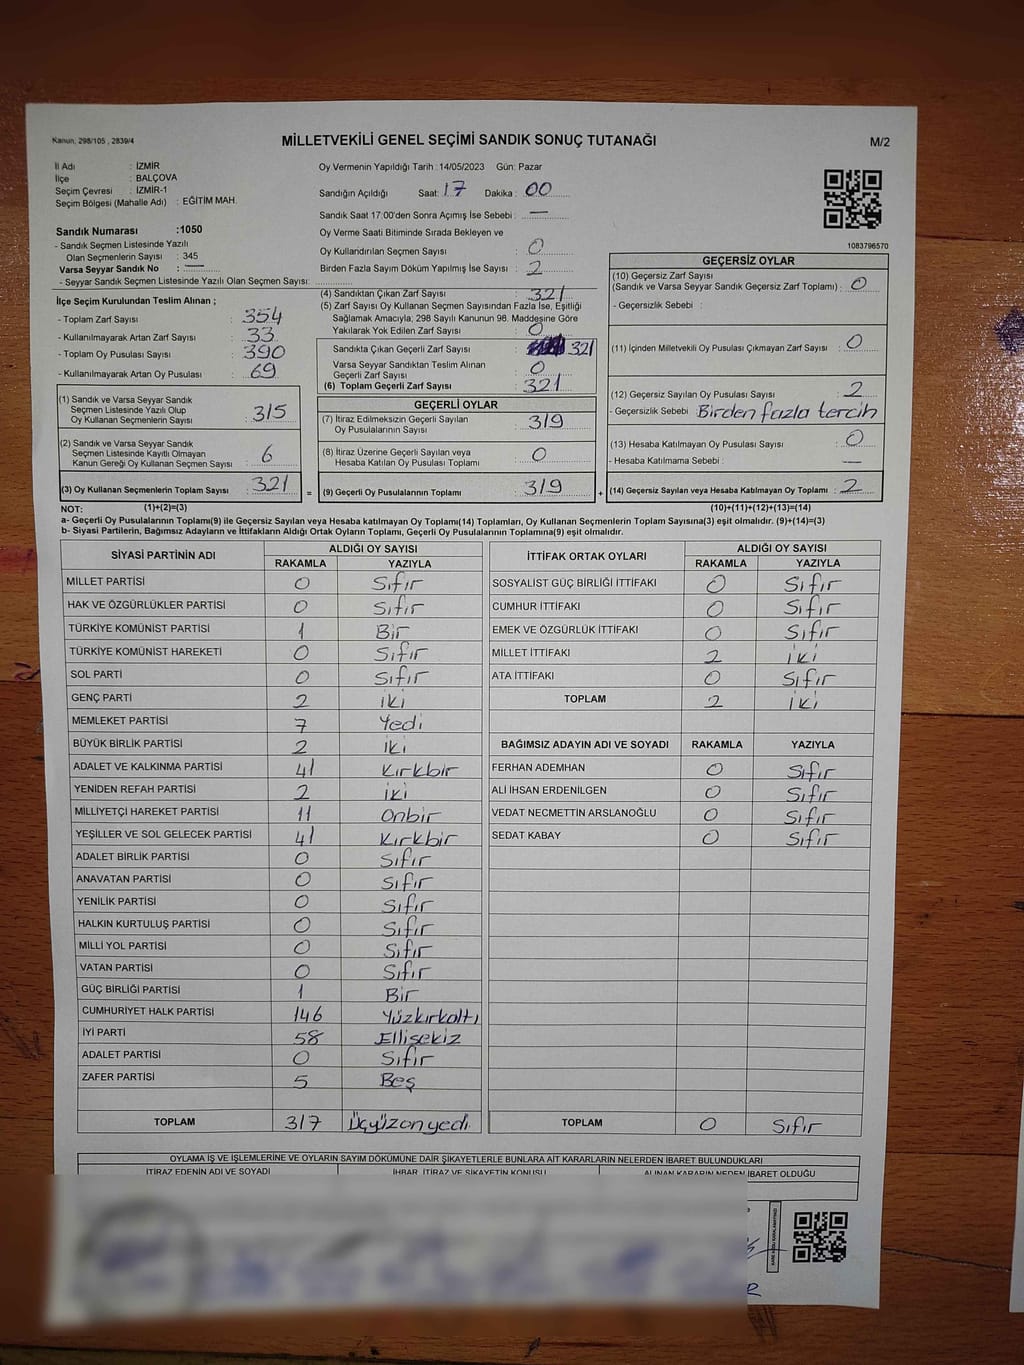 Kanun, 298/105 , 2839/4
MİLLETVEKİLİ GENEL SEÇİMİ SANDIK SONUÇ TUTANAĞI
M/2
İl Adı : İZMİR
İlçe : BALÇOVA
Seçim Çevresi : İZMİR-1
Seçim Bölgesi (Mahalle Adı) : EĞİTİM MAH.
Sandık Numarası :1050
- Sandık Seçmen Listesinde Yazılı
Olan Seçmenlerin Sayısı : 345
Varsa Seyyar Sandık No : —
- Seyyar Sandık Seçmen Listesinde Yazılı Olan Seçmen Sayısı:
Oy Vermenin Yapıldığı Tarih : 14/05/2023 Gün: Pazar
Sandığın Açıldığı Saat: 17 Dakika : 00
Sandık Saat 17.00'den Sonra Açımış İse Sebebi : —
Oy Verme Saati Bitiminde Sırada Bekleyen ve
Oy Kullandırılan Seçmen Sayısı : 0
Birden Fazla Sayım Döküm Yapılmış İse Sayısı : 2
1083796570
İlçe Seçim Kurulundan Teslim Alınan ;
- Toplam Zarf Sayısı : 354
- Kullanılmayarak Artan Zarf Sayısı : 33
- Toplam Oy Pusulası Sayısı : 390
- Kullanılmayarak Artan Oy Pusulası : 69
(1) Sandık ve Varsa Seyyar Sandık
Seçmen Listesinde Yazılı Olup
Oy Kullanan Seçmenlerin Sayısı : 315
(2) Sandık ve Varsa Seyyar Sandık
Seçmen Listesinde Kayıtlı Olmayan
Kanun Gereği Oy Kullanan Seçmen Sayısı : 6
(3) Oy Kullanan Seçmenlerin Toplam Sayısı : 321
(4) Sandıktan Çıkan Zarf Sayısı : 321
(5) Zarf Sayısı Oy Kullanan Seçmen Sayısından Fazla İse, Eşitliği
Sağlamak Amacıyla; 298 Sayılı Kanunun 98. Maddesine Göre
Yakılarak Yok Edilen Zarf Sayısı : 0
Sandıkta Çıkan Geçerli Zarf Sayısı : 321
Varsa Seyyar Sandıktan Teslim Alınan
Geçerli Zarf Sayısı : 0
(6) Toplam Geçerli Zarf Sayısı : 321
GEÇERLİ OYLAR
(7) İtiraz Edilmeksizin Geçerli Sayılan
Oy Pusulalarının Sayısı : 319
(8) İtiraz Üzerine Geçerli Sayılan veya
Hesaba Katılan Oy Pusulası Toplamı : 0
= (9) Geçerli Oy Pusulalarının Toplamı : 319
GEÇERSİZ OYLAR
(10) Geçersiz Zarf Sayısı
(Sandık ve Varsa Seyyar Sandık Geçersiz Zarf Toplamı) : 0
- Geçersizlik Sebebi :
(11) İçinden Milletvekili Oy Pusulası Çıkmayan Zarf Sayısı : 0
(12) Geçersiz Sayılan Oy Pusulası Sayısı : 2
- Geçersizlik Sebebi : Birden fazla tercih
(13) Hesaba Katılmayan Oy Pusulası Sayısı : 0
- Hesaba Katılmama Sebebi : —
+ (14) Geçersiz Sayılan veya Hesaba Katılmayan Oy Toplamı : 2
NOT: (1)+(2)=(3) (10)+(11)+(12)+(13)=(14)
a- Geçerli Oy Pusulalarının Toplamı(9) ile Geçersiz Sayılan veya Hesaba katılmayan Oy Toplamı(14) Toplamları, Oy Kullanan Seçmenlerin Toplam Sayısına(3) eşit olmalıdır. (9)+(14)=(3)
b- Siyasi Partilerin, Bağımsız Adayların ve İttifakların Aldığı Ortak Oyların Toplamı, Geçerli Oy Pusulalarının Toplamına(9) eşit olmalıdır.
SİYASİ PARTİNİN ADI ALDIĞI OY SAYISI
RAKAMLA YAZIYLA
MİLLET PARTİSİ 0 Sıfır
HAK VE ÖZGÜRLÜKLER PARTİSİ 0 Sıfır
TÜRKİYE KOMÜNİST PARTİSİ 1 Bir
TÜRKİYE KOMÜNİST HAREKETİ 0 Sıfır
SOL PARTİ 0 Sıfır
GENÇ PARTİ 2 iki
MEMLEKET PARTİSİ 7 Yedi
BÜYÜK BİRLİK PARTİSİ 2 iki
ADALET VE KALKINMA PARTİSİ 41 Kırkbir
YENİDEN REFAH PARTİSİ 2 iki
MİLLİYETÇİ HAREKET PARTİSİ 11 Onbir
YEŞİLLER VE SOL GELECEK PARTİSİ 41 Kırkbir
ADALET BİRLİK PARTİSİ 0 Sıfır
ANAVATAN PARTİSİ 0 Sıfır
YENİLİK PARTİSİ 0 Sıfır
HALKIN KURTULUŞ PARTİSİ 0 Sıfır
MİLLİ YOL PARTİSİ 0 Sıfır
VATAN PARTİSİ 0 Sıfır
GÜÇ BİRLİĞİ PARTİSİ 1 Bir
CUMHURİYET HALK PARTİSİ 146 Yüzkırkaltı
İYİ PARTİ 58 Ellisekiz
ADALET PARTİSİ 0 Sıfır
ZAFER PARTİSİ 5 Beş
TOPLAM 317 Üçyüzonyedi
İTTİFAK ORTAK OYLARI ALDIĞI OY SAYISI
RAKAMLA YAZIYLA
SOSYALİST GÜÇ BİRLİĞİ İTTİFAKI 0 Sıfır
CUMHUR İTTİFAKI 0 Sıfır
EMEK VE ÖZGÜRLÜK İTTİFAKI 0 Sıfır
MİLLET İTTİFAKI 2 iki
ATA İTTİFAKI 0 Sıfır
TOPLAM 2 iki
BAĞIMSIZ ADAYIN ADI VE SOYADI RAKAMLA YAZIYLA
FERHAN ADEMHAN 0 Sıfır
ALİ İHSAN ERDENİLGEN 0 Sıfır
VEDAT NECMETTİN ARSLANOĞLU 0 Sıfır
SEDAT KABAY 0 Sıfır
TOPLAM 0 Sıfır
OYLAMA İŞ VE İŞLEMLERİNE VE OYLARIN SAYIM DÖKÜMÜNE DAİR ŞİKAYETLERLE BUNLARA AİT KARARLARIN NELERDEN İBARET BULUNDUKLARI
İTİRAZ EDENİN ADI VE SOYADI İHBAR, İTİRAZ VE ŞİKAYETİN KONUSU ALINAN KARARIN NEDEN İBARET OLDUĞU